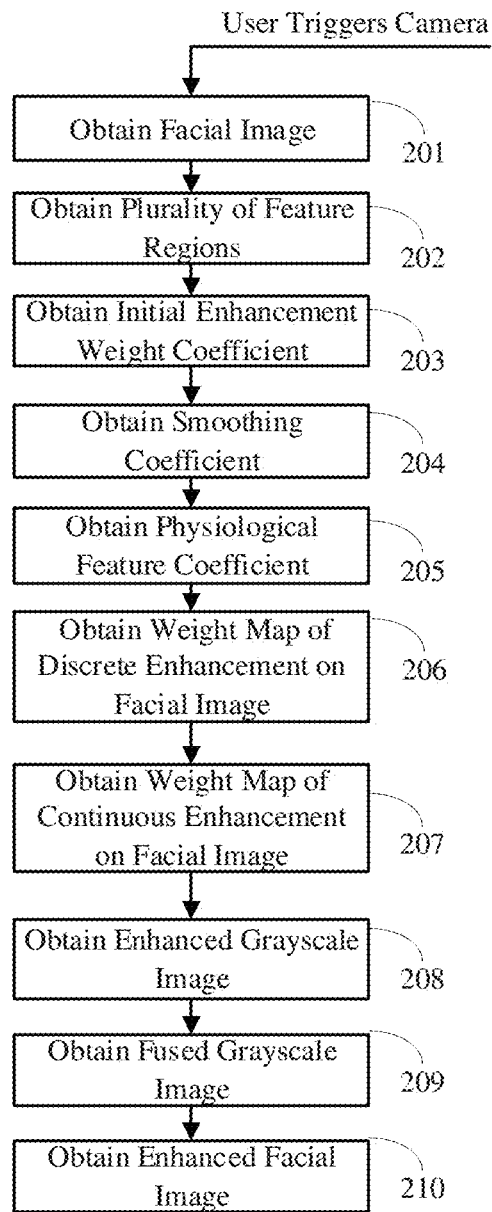 User Triggers Camera
Obtain Facial Image
201
Obtain Plurality of Feature
Regions
202
Obtain Initial Enhancement
Weight Coefficient
203
Obtain Smoothing
Coefficient
204
Obtain Physiological
Feature Coefficient
205
Obtain Weight Map of
Discrete Enhancement on
Facial Image
206
Obtain Weight Map of
Continuous Enhancement
on Facial Image
207
Obtain Enhanced Grayscale
Image
208
Obtain Fused Grayscale
Image
209
Obtain Enhanced Facial
Image
210